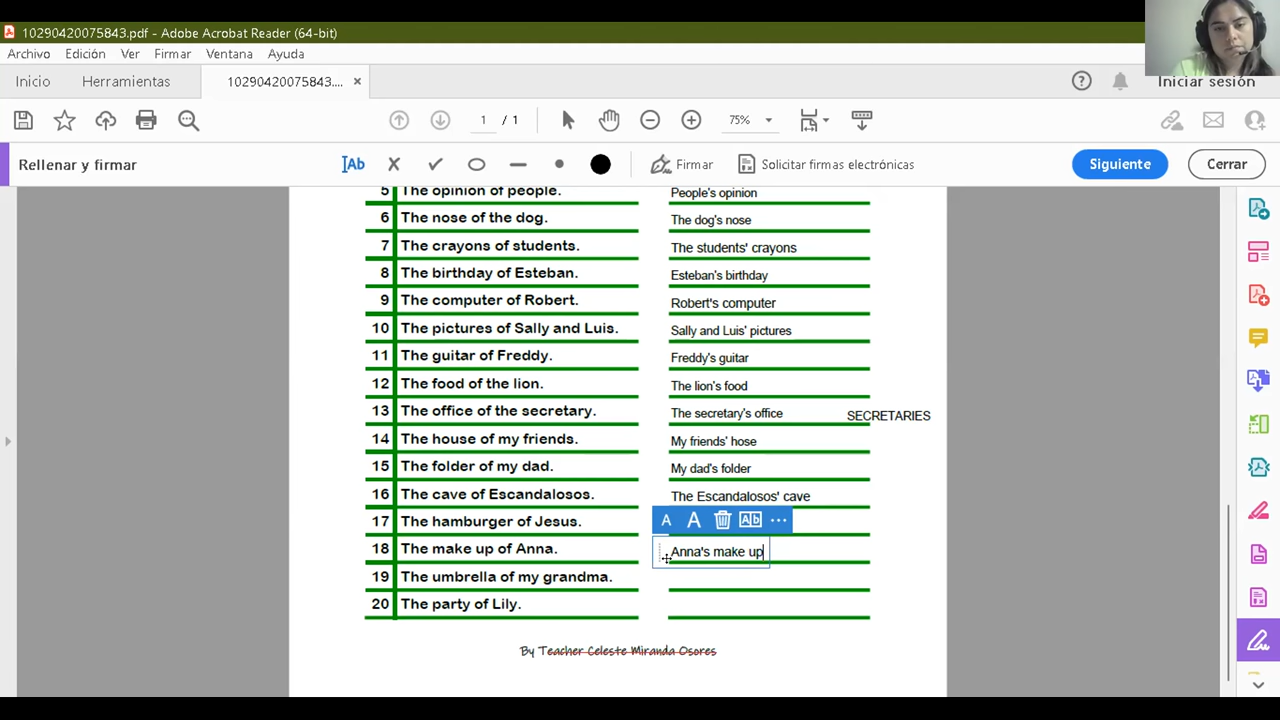 10290420075843.pdf - Adobe Acrobat Reader (64-bit)
Archivo Edición Ver Firmar Ventana Ayuda
Inicio Herramientas 10290420075843.... × Iniciar sesión
1 / 1 75%
Rellenar y firmar Ab Firmar Solicitar firmas electrónicas Siguiente Cerrar
5 The opinion of people. People's opinion
6 The nose of the dog. The dog's nose
7 The crayons of students. The students' crayons
8 The birthday of Esteban. Esteban's birthday
9 The computer of Robert. Robert's computer
10 The pictures of Sally and Luis. Sally and Luis' pictures
11 The guitar of Freddy. Freddy's guitar
12 The food of the lion. The lion's food
13 The office of the secretary. The secretary's office SECRETARIES
14 The house of my friends. My friends' hose
15 The folder of my dad. My dad's folder
16 The cave of Escandalosos. The Escandalosos' cave
17 The hamburger of Jesus. A A Ab ...
18 The make up of Anna. Anna's make up
19 The umbrella of my grandma.
20 The party of Lily.
By Teacher Celeste Miranda Osores